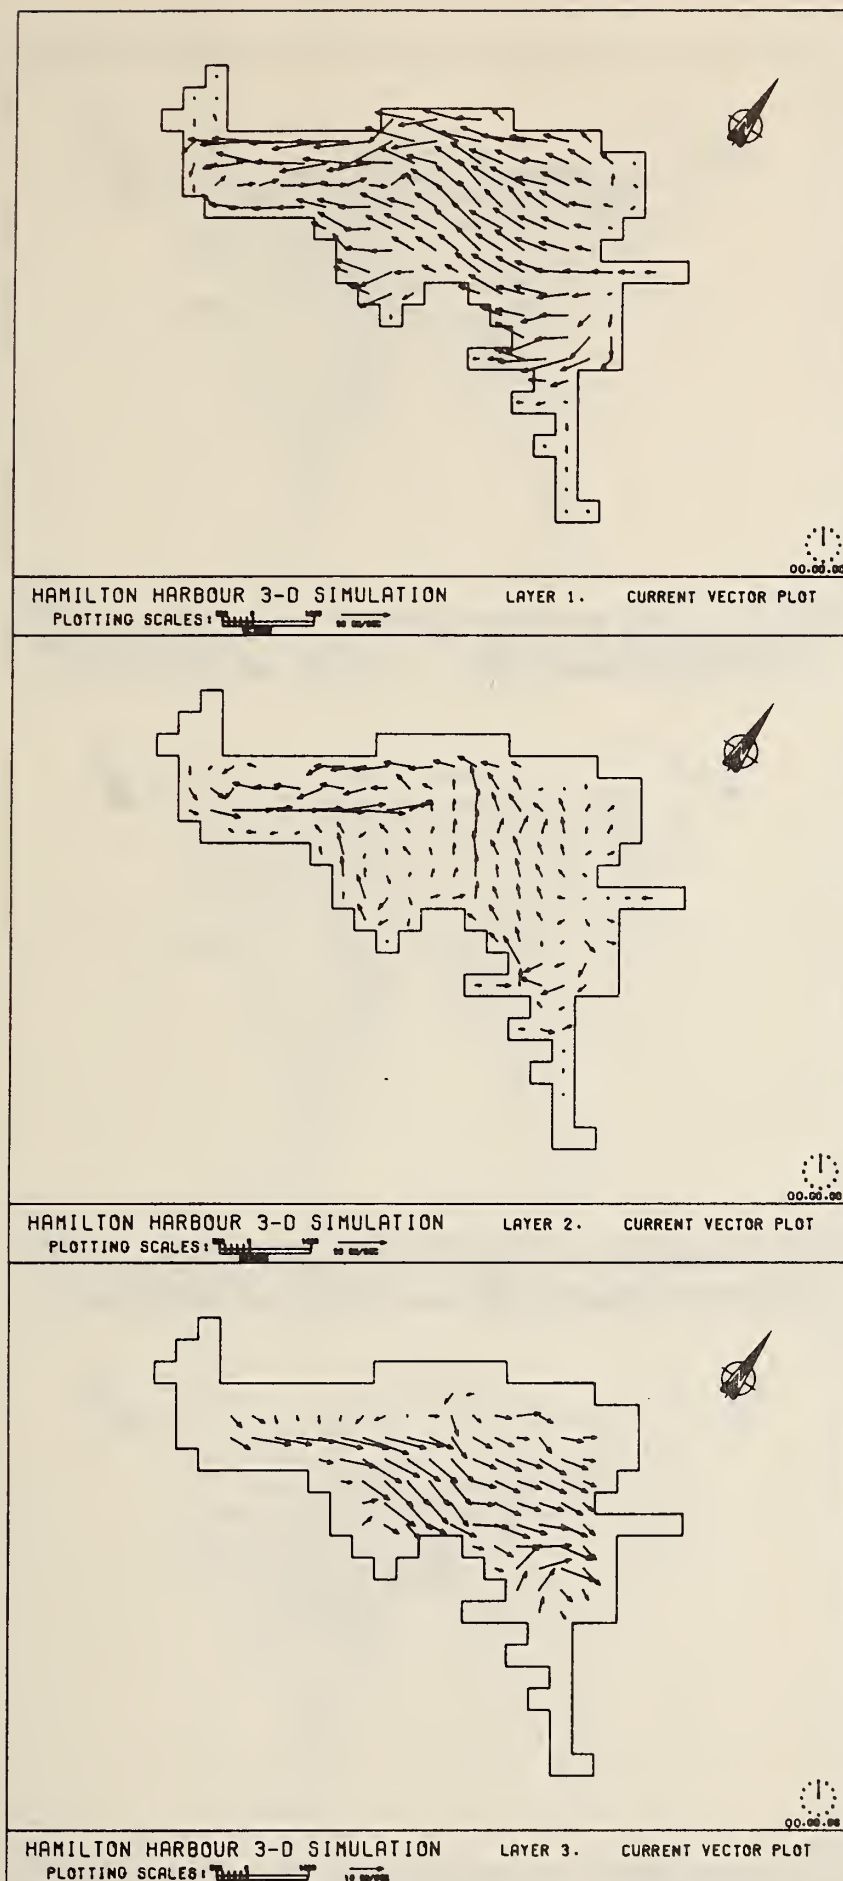 00.00.00
HAMILTON HARBOUR 3-D SIMULATION LAYER 1. CURRENT VECTOR PLOT
PLOTTING SCALES:
00.00.00
HAMILTON HARBOUR 3-D SIMULATION LAYER 2. CURRENT VECTOR PLOT
PLOTTING SCALES:
00.00.00
HAMILTON HARBOUR 3-D SIMULATION LAYER 3. CURRENT VECTOR PLOT
PLOTTING SCALES: